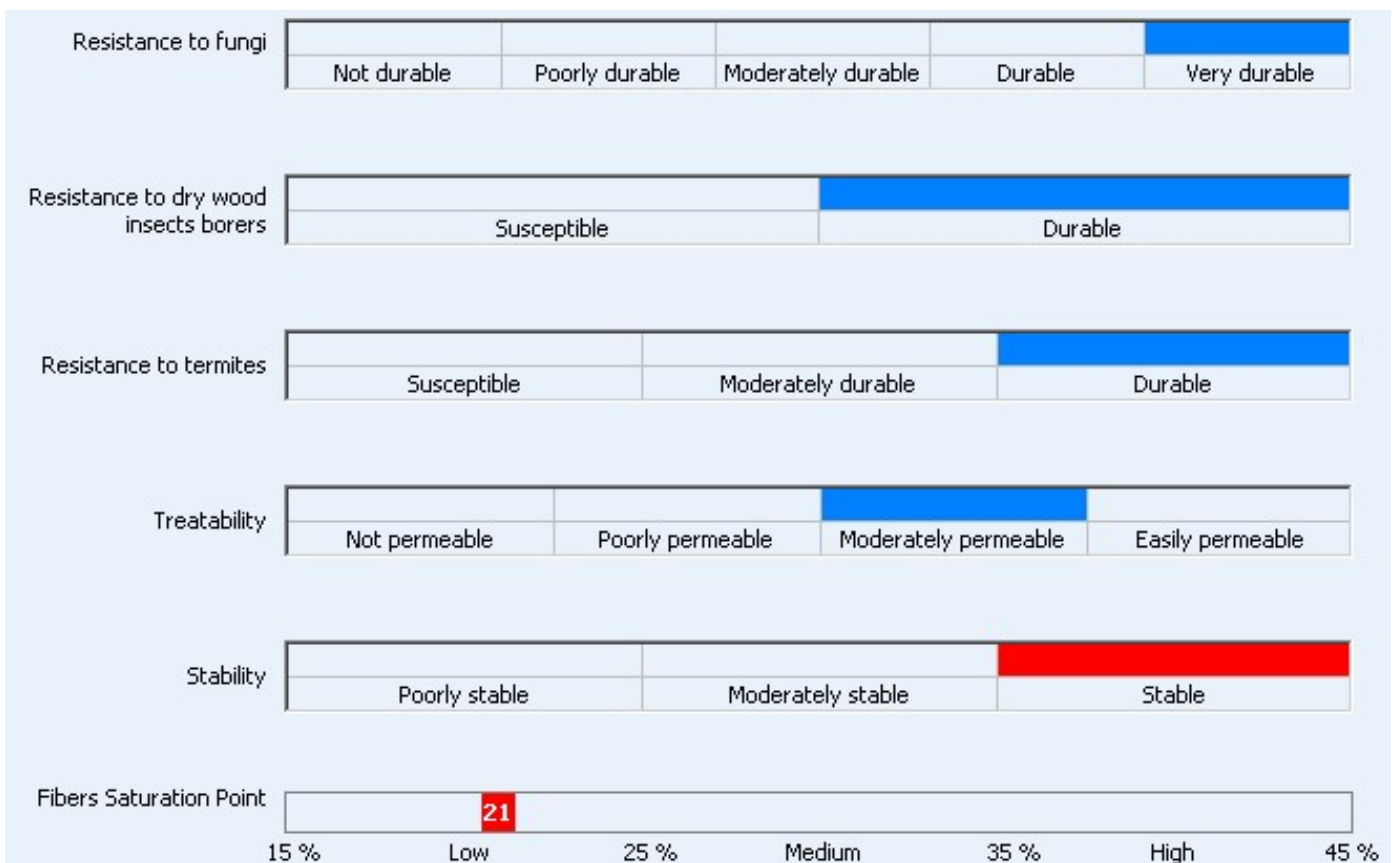 Resistance to fungi
Not durable Poorly durable Moderately durable Durable Very durable
Resistance to dry wood
insects borers
Susceptible Durable
Resistance to termites
Susceptible Moderately durable Durable
Treatability
Not permeable Poorly permeable Moderately permeable Easily permeable
Stability
Poorly stable Moderately stable Stable
Fibers Saturation Point
21
15 % Low 25 % Medium 35 % High 45 %